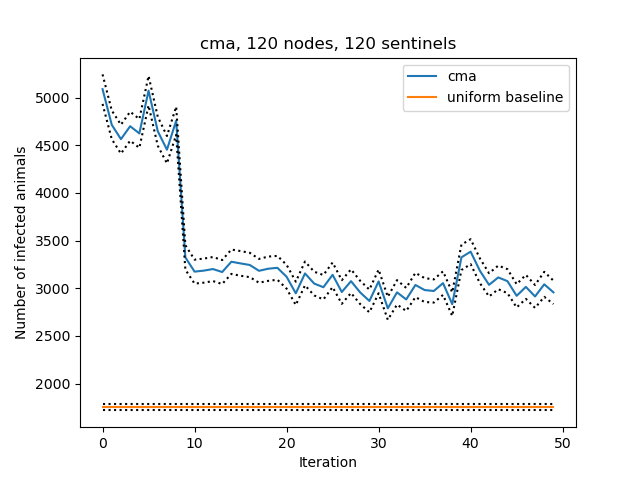 cma, 120 nodes, 120 sentinels
cma
uniform baseline
Number of infected animals
5000
4500
4000
3500
3000
2500
2000
0 10 20 30 40 50
Iteration